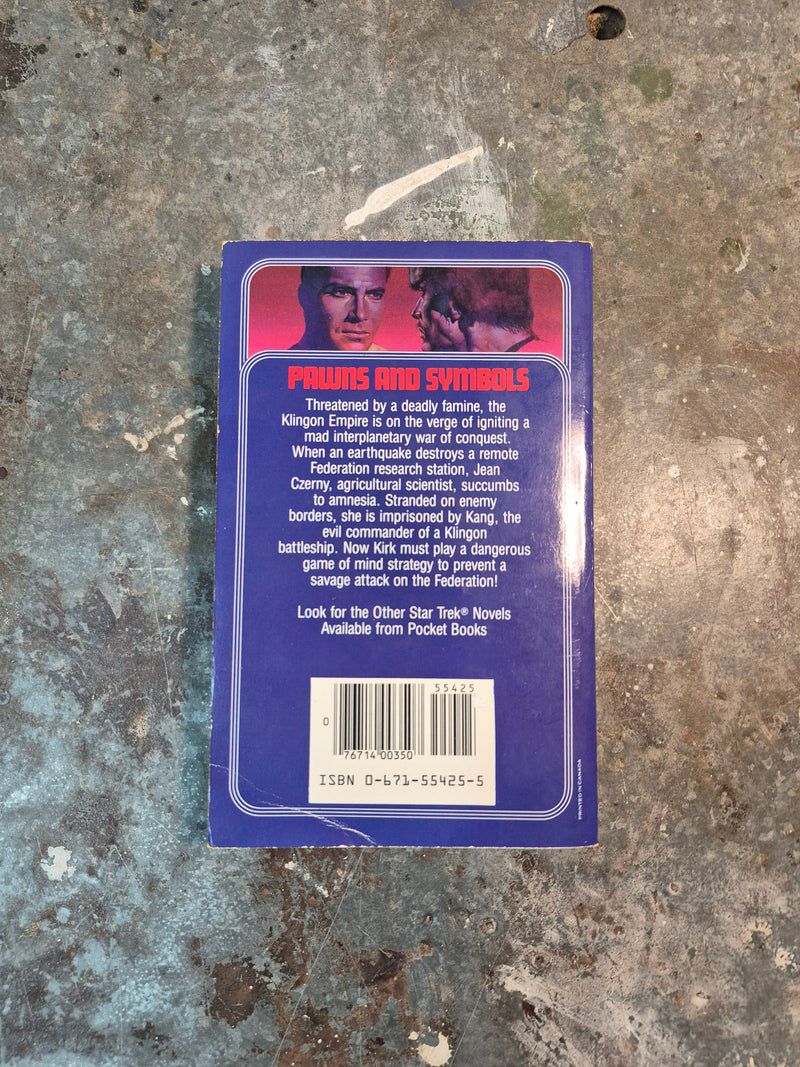 PAWNS AND SYMBOLS
Threatened by a deadly famine, the
Klingon Empire is on the verge of igniting a
mad interplanetary war of conquest.
When an earthquake destroys a remote
Federation research station, Jean
Czerny, agricultural scientist, succumbs
to amnesia. Stranded on enemy
borders, she is imprisoned by Kang, the
evil commander of a Klingon
battleship. Now Kirk must play a dangerous
game of mind strategy to prevent a
savage attack on the Federation!
Look for the Other Star Trek® Novels
Available from Pocket Books
55425
0
76714 00350
ISBN 0-671-55425-5
PRINTED IN CANADA